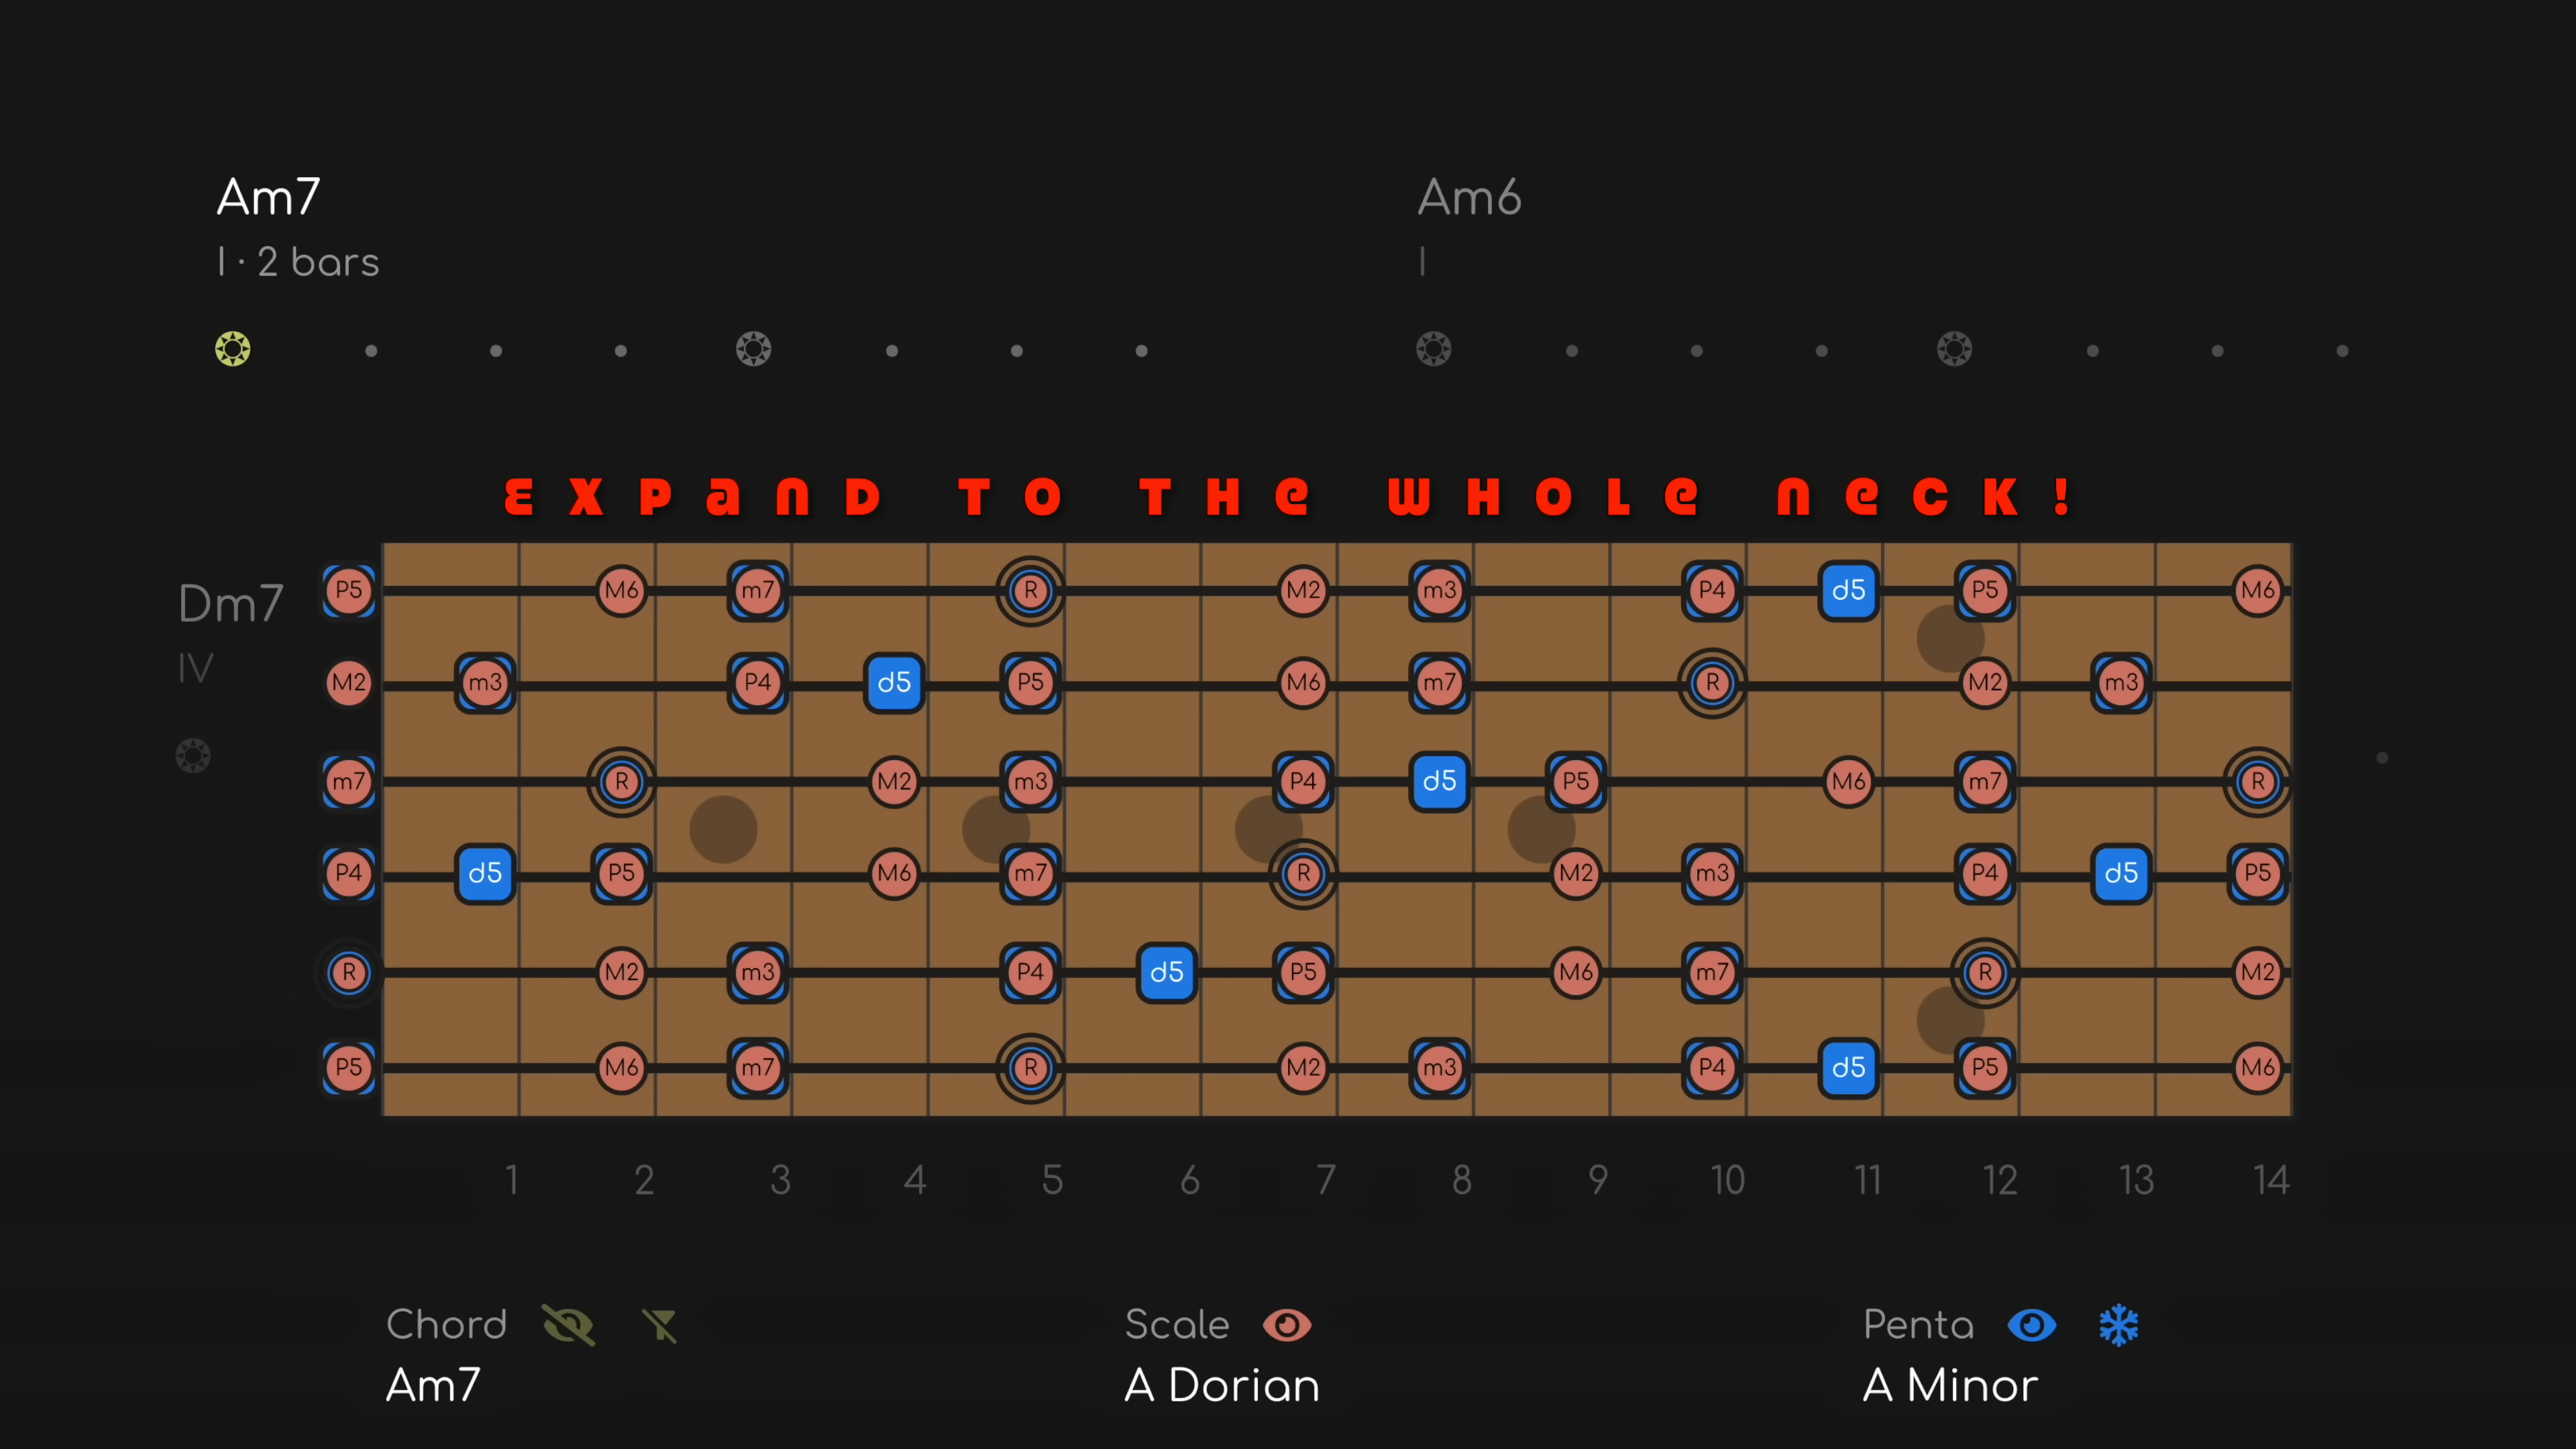 Am7 Am6
I · 2 bars I
EXPAND TO THE WHOLE NECK!
Dm7
IV
P5 M6 m7 R M2 m3 P4 d5 P5 M6
M2 m3 P4 d5 P5 M6 m7 R M2 m3
m7 R M2 m3 P4 d5 P5 M6 m7 R
P4 d5 P5 M6 m7 R M2 m3 P4 d5 P5
R M2 m3 P4 d5 P5 M6 m7 R M2
P5 M6 m7 R M2 m3 P4 d5 P5 M6
1 2 3 4 5 6 7 8 9 10 11 12 13 14
Chord Scale Penta
Am7 A Dorian A Minor